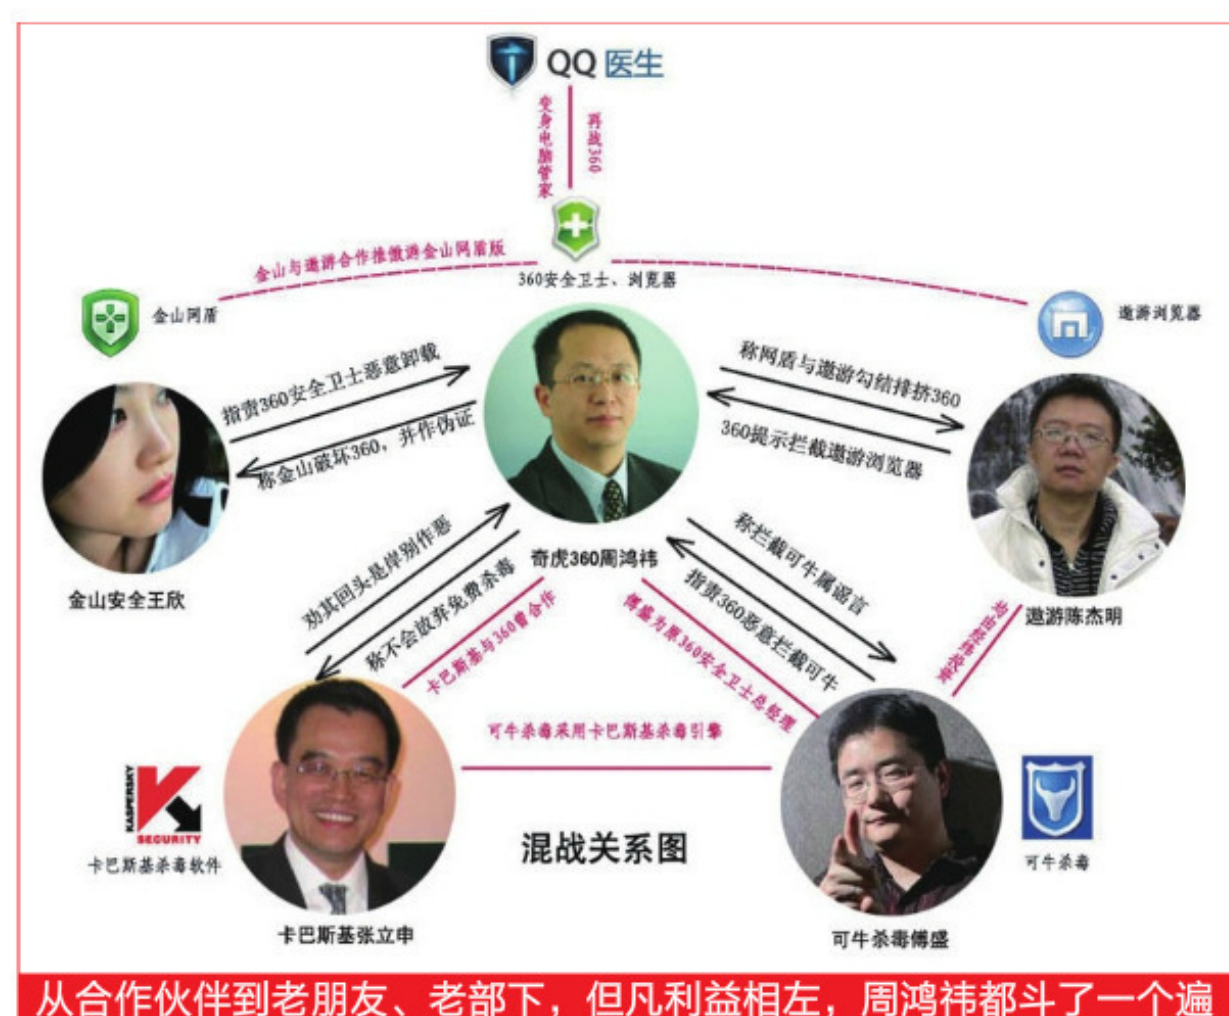 QQ 医生
变身电脑管家
再战360
金山与遨游合作推傲游金山网盾版
360安全卫士、浏览器
金山网盾
遨游浏览器
指责360安全卫士恶意卸载
称金山破坏360，并作伪证
称网盾与遨游勾结排挤360
360提示拦截遨游浏览器
金山安全王欣
奇虎360周鸿祎
遨游陈杰明
劝其回头是岸别作恶
称不会放弃免费杀毒
卡巴斯基与360曾合作
称拦截可牛属谣言
指责360恶意拦截可牛
傅盛为原360安全卫士总经理
均由经纬投资
可牛杀毒采用卡巴斯基杀毒引擎
KASPERSKY
SECURITY
卡巴斯基杀毒软件
混战关系图
可牛杀毒
卡巴斯基张立申
可牛杀毒傅盛
从合作伙伴到老朋友、老部下，但凡利益相左，周鸿祎都斗了一个遍